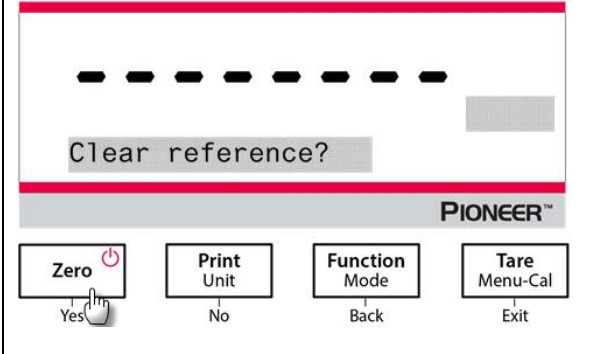 --------
Clear reference?
PIONEER™
Zero
Print
Unit
Function
Mode
Tare
Menu-Cal
Yes
No
Back
Exit